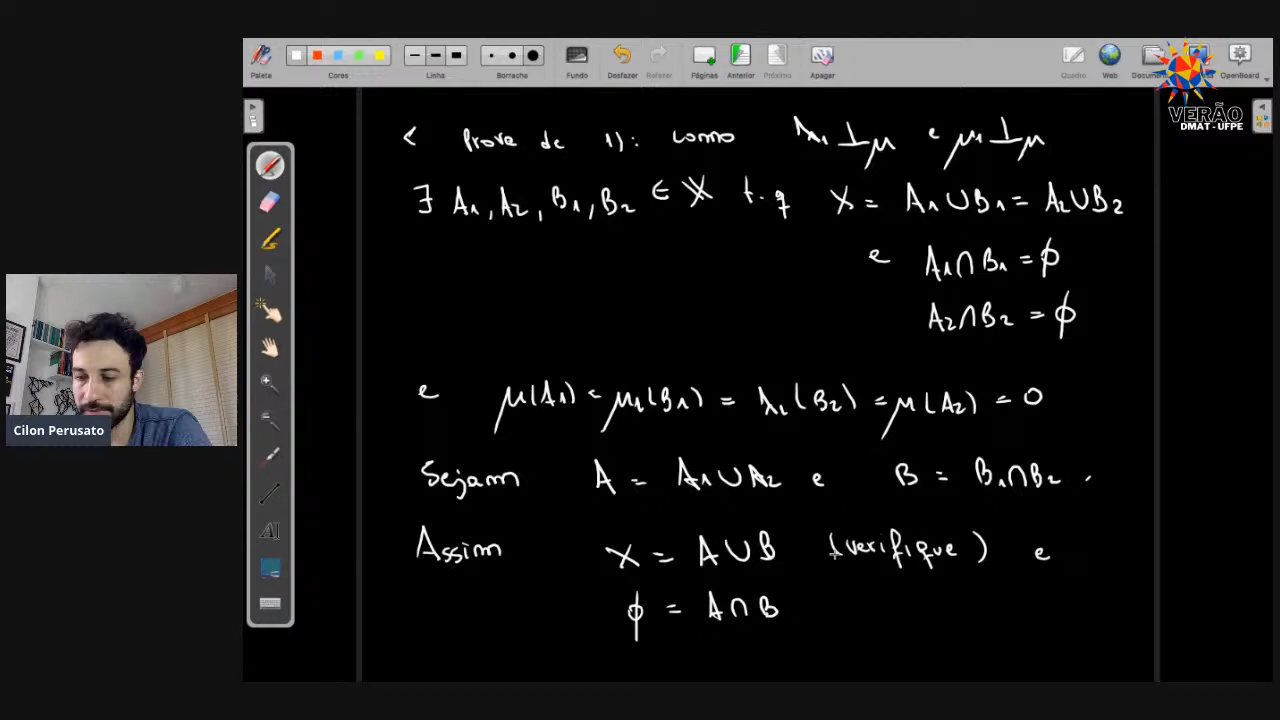 Paleta Cores Linha Borracha Fundo Desfazer Refazer Páginas Anterior Próximo Apagar Quadro Web OpenBoard
VERÃO
DMAT - UFPE
< Prova de 1): como λ₁ ⊥ μ e μ₁ ⊥ μ
∃ A₁, A₂, B₁, B₂ ∈ 𝕏 t.q X = A₁∪B₁ = A₂∪B₂
e A₁∩B₁ = ∅
A₂∩B₂ = ∅
e μ(A₁) = μ₁(B₁) = λ₁(B₂) = μ(A₂) = 0
Cilon Perusato
Sejam A = A₁∪A₂ e B = B₁∩B₂.
Assim X = A∪B (verifique) e
∅ = A∩B